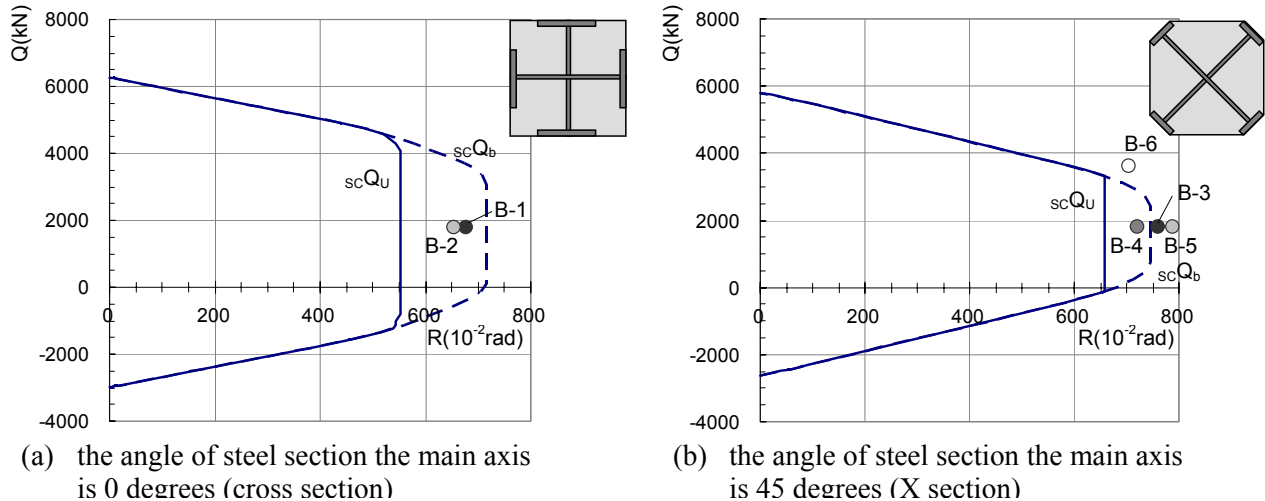 Q(kN)
8000
6000
4000
2000
0
-2000
-4000
0
200
400
600
800
R(10⁻²rad)
SCQU
SCQb
B-1
B-2
(a) the angle of steel section the main axis
is 0 degrees (cross section)
Q(kN)
8000
6000
4000
2000
0
-2000
-4000
0
200
400
600
800
R(10⁻²rad)
B-6
SCQU
B-3
B-4
B-5
SCQb
(b) the angle of steel section the main axis
is 45 degrees (X section)